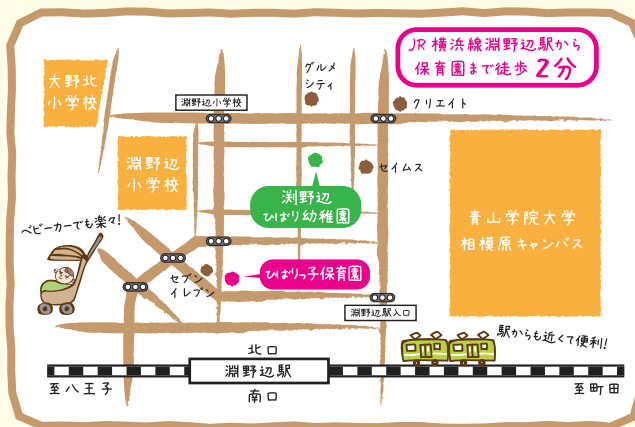 JR横浜線淵野辺駅から
保育園まで徒歩2分
大野北
小学校
淵野辺小学校
グルメ
シティ
クリエイト
淵野辺
小学校
セイムス
渕野辺
ひばり幼稚園
青山学院大学
相模原キャンパス
ベビーカーでも楽々!
セブン
イレブン
ひばりっ子保育園
淵野辺駅入口
駅からも近くて便利!
北口
淵野辺駅
南口
至八王子
至町田